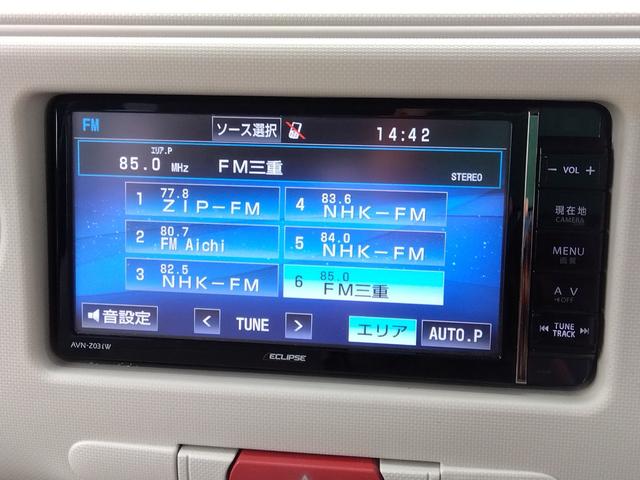 FM
ソース選択
14:42
エリア.P
85.0 MHz FM三重
STEREO
1 77.8 ZIP-FM
4 83.6 NHK-FM
2 80.7 FM Aichi
5 84.0 NHK-FM
3 82.5 NHK-FM
6 85.0 FM三重
音設定
< TUNE >
エリア
AUTO.P
ECLIPSE
- VOL +
現在地
CAMERA
MENU
画質
A V
OFF
TUNE
TRACK